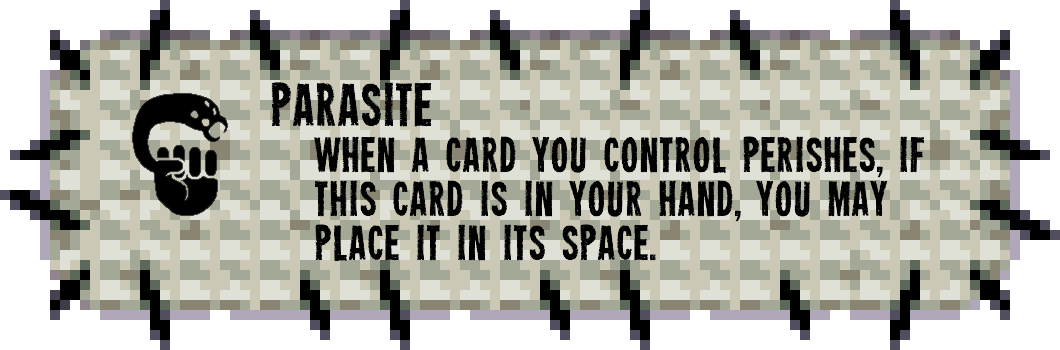 PARASITE
WHEN A CARD YOU CONTROL PERISHES, IF
THIS CARD IS IN YOUR HAND, YOU MAY
PLACE IT IN ITS SPACE.